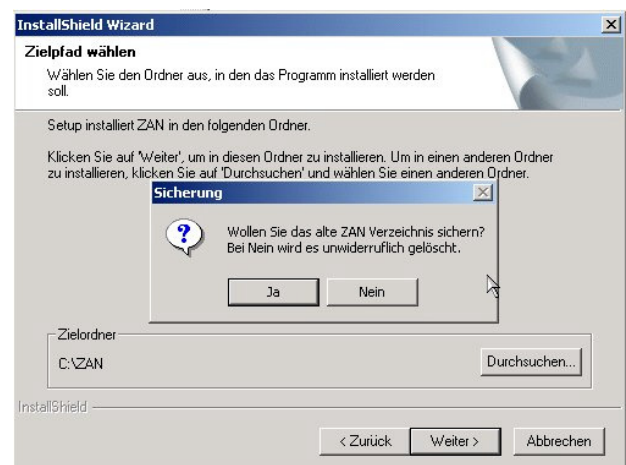 InstallShield Wizard
Zielpfad wählen
Wählen Sie den Ordner aus, in den das Programm installiert werden
soll.
Setup installiert ZAN in den folgenden Ordner.
Klicken Sie auf 'Weiter', um in diesen Ordner zu installieren. Um in einen anderen Ordner
zu installieren, klicken Sie auf 'Durchsuchen' und wählen Sie einen anderen Ordner.
Sicherung
Wollen Sie das alte ZAN Verzeichnis sichern?
Bei Nein wird es unwiderruflich gelöscht.
Ja Nein
Zielordner
C:\ZAN Durchsuchen...
InstallShield
< Zurück Weiter > Abbrechen